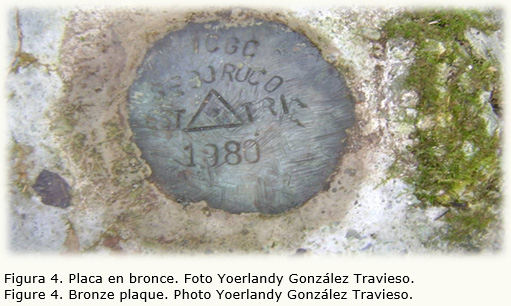 ICGC
1980
Figura 4. Placa en bronce. Foto Yoerlandy González Travieso.
Figure 4. Bronze plaque. Photo Yoerlandy González Travieso.